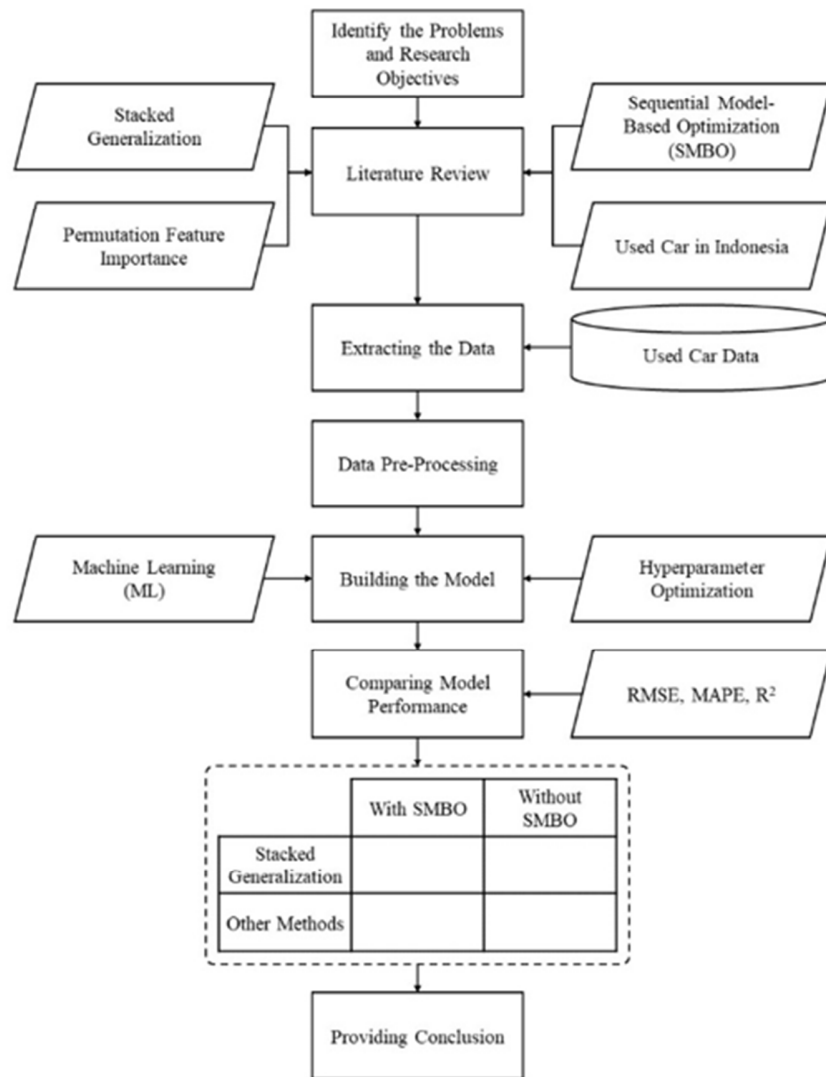 Identify the Problems
and Research
Objectives
Stacked
Generalization
Sequential Model-
Based Optimization
(SMBO)
Literature Review
Permutation Feature
Importance
Used Car in Indonesia
Extracting the Data
Used Car Data
Data Pre-Processing
Machine Learning
(ML)
Building the Model
Hyperparameter
Optimization
Comparing Model
Performance
RMSE, MAPE, R²
With SMBO
Without
SMBO
Stacked
Generalization
Other Methods
Providing Conclusion